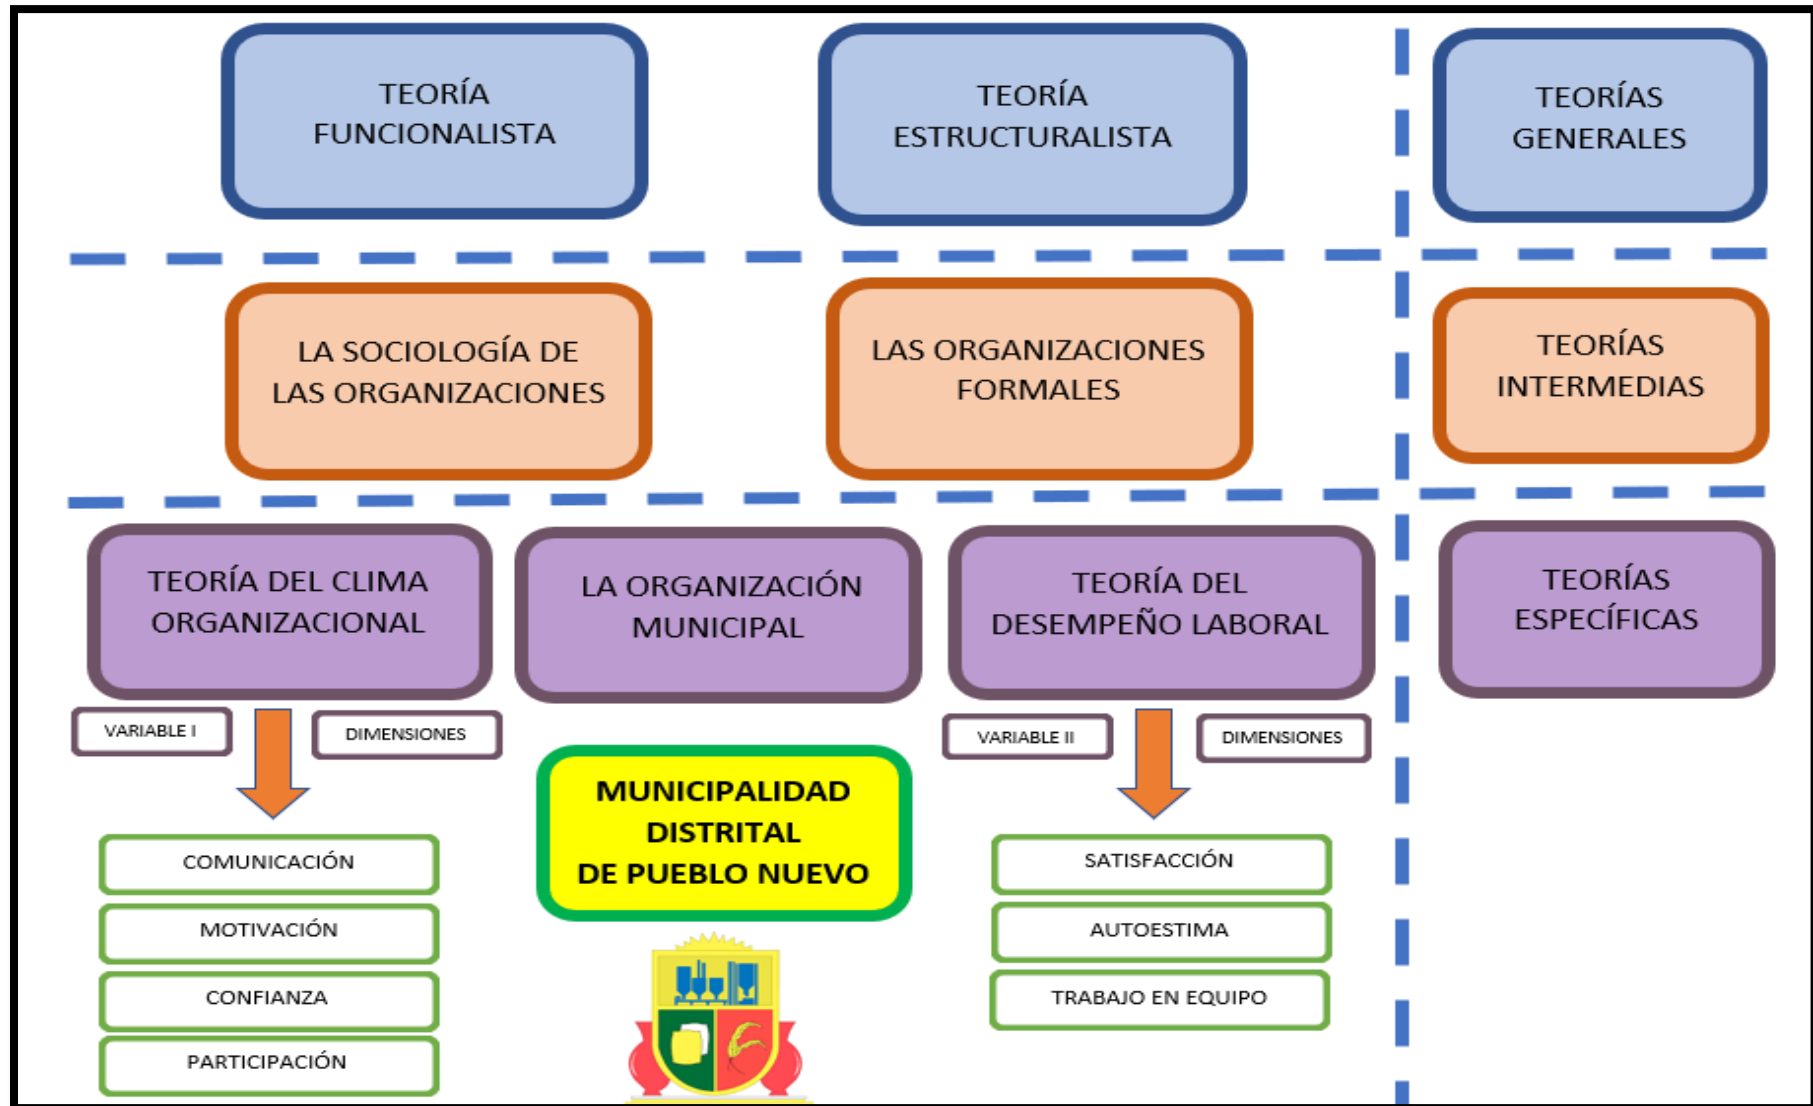 TEORÍA
FUNCIONALISTA
TEORÍA
ESTRUCTURALISTA
TEORÍAS
GENERALES
LA SOCIOLOGÍA DE
LAS ORGANIZACIONES
LAS ORGANIZACIONES
FORMALES
TEORÍAS
INTERMEDIAS
TEORÍA DEL CLIMA
ORGANIZACIONAL
LA ORGANIZACIÓN
MUNICIPAL
TEORÍA DEL
DESEMPEÑO LABORAL
TEORÍAS
ESPECÍFICAS
VARIABLE I
DIMENSIONES
VARIABLE II
DIMENSIONES
COMUNICACIÓN
MOTIVACIÓN
CONFIANZA
PARTICIPACIÓN
MUNICIPALIDAD
DISTRITAL
DE PUEBLO NUEVO
SATISFACCIÓN
AUTOESTIMA
TRABAJO EN EQUIPO